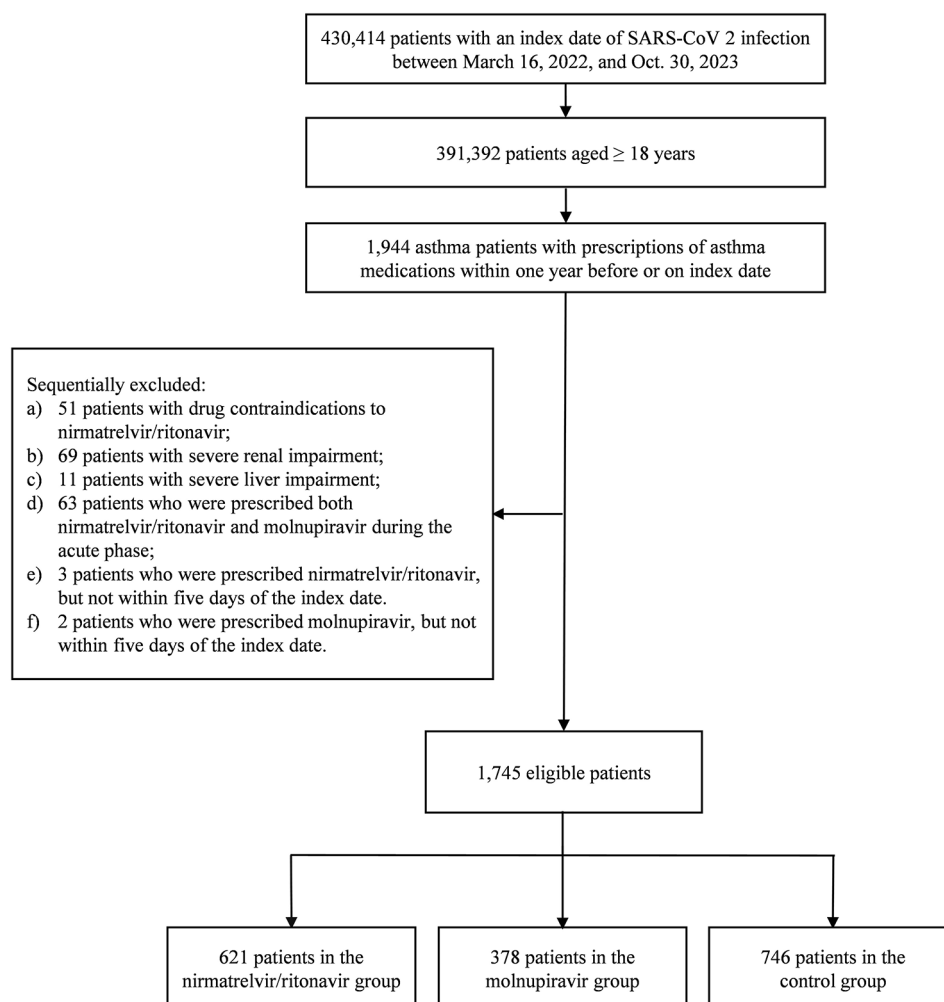 430,414 patients with an index date of SARS-CoV 2 infection
between March 16, 2022, and Oct. 30, 2023
391,392 patients aged ≥ 18 years
1,944 asthma patients with prescriptions of asthma
medications within one year before or on index date
Sequentially excluded:
a) 51 patients with drug contraindications to
nirmatrelvir/ritonavir;
b) 69 patients with severe renal impairment;
c) 11 patients with severe liver impairment;
d) 63 patients who were prescribed both
nirmatrelvir/ritonavir and molnupiravir during the
acute phase;
e) 3 patients who were prescribed nirmatrelvir/ritonavir,
but not within five days of the index date.
f) 2 patients who were prescribed molnupiravir, but not
within five days of the index date.
1,745 eligible patients
621 patients in the
nirmatrelvir/ritonavir group
378 patients in the
molnupiravir group
746 patients in the
control group